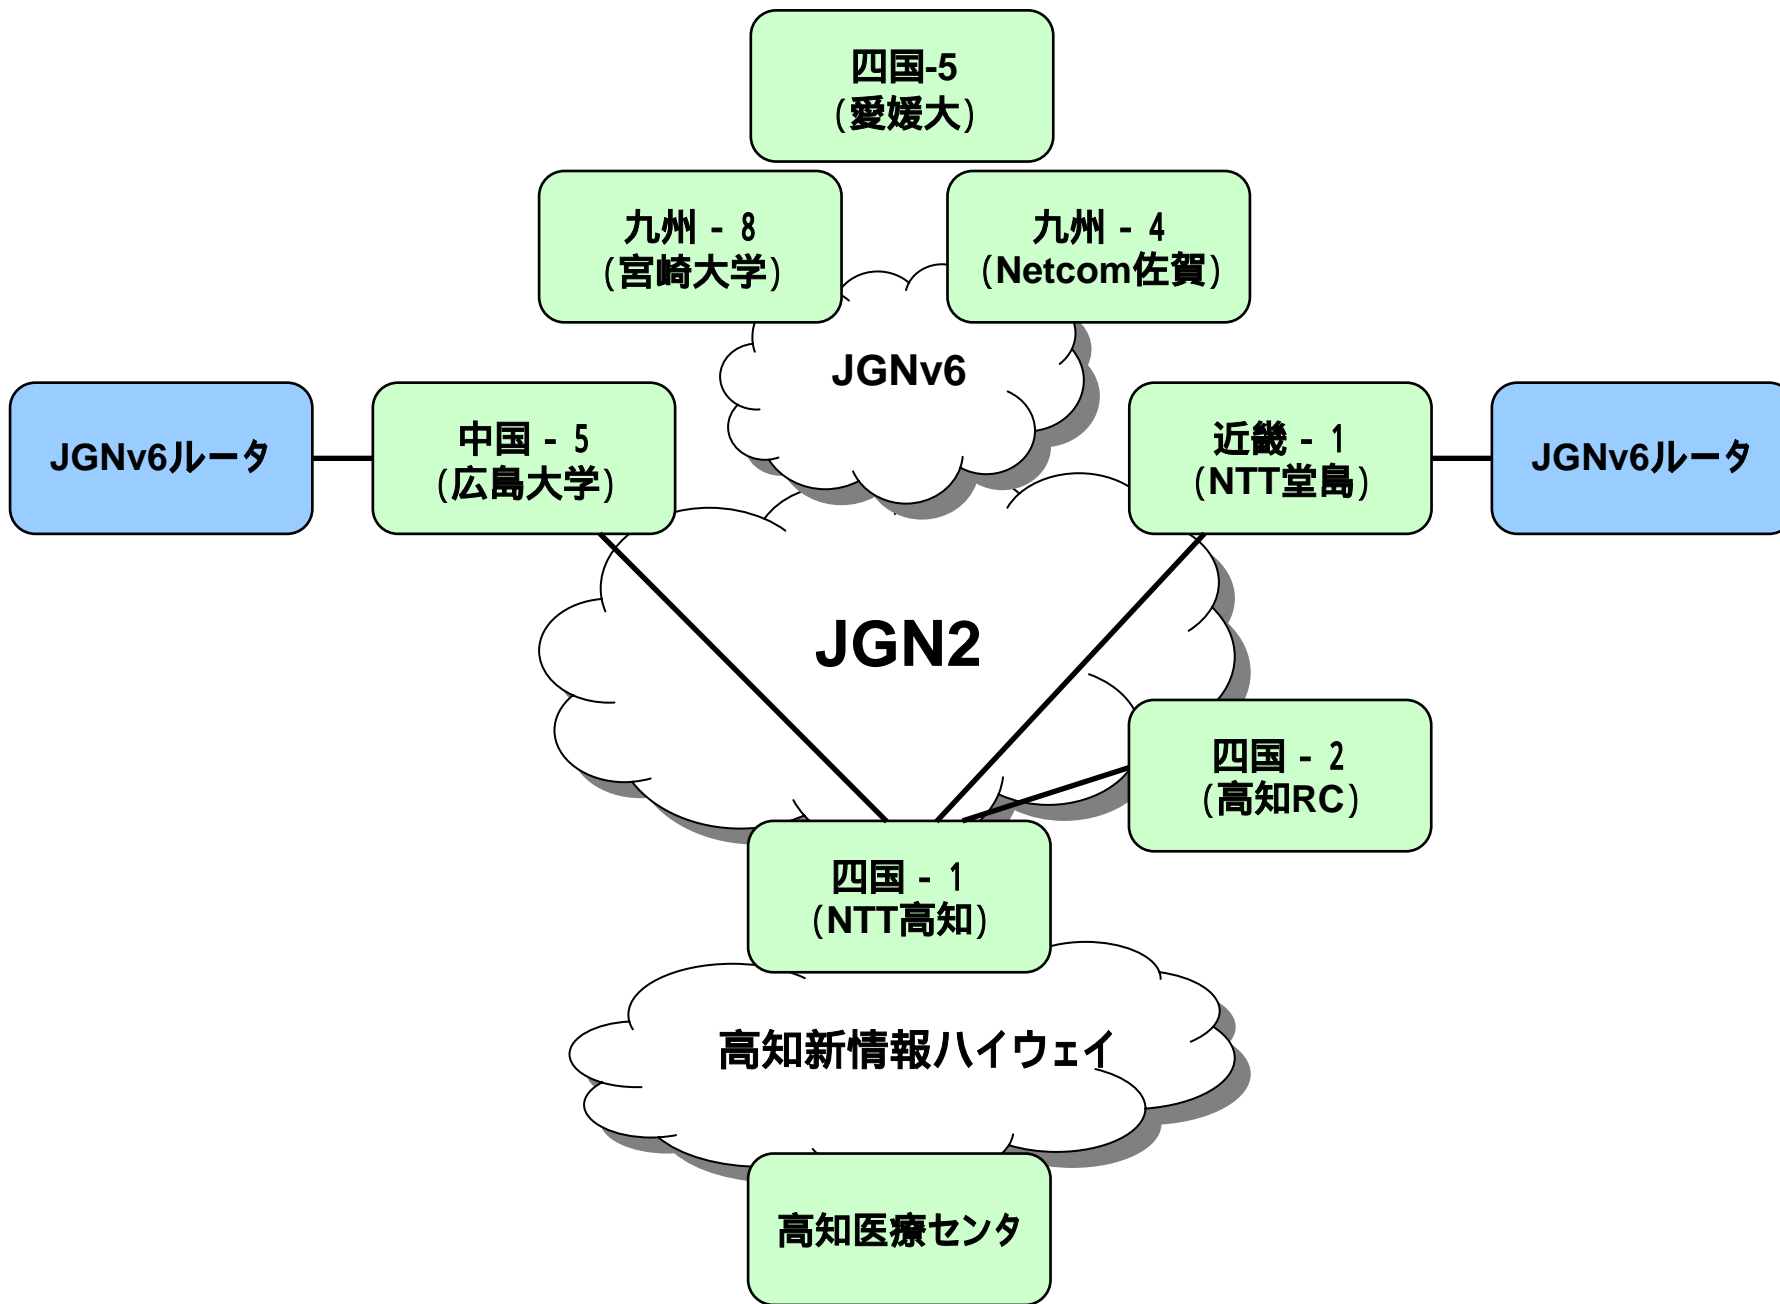 四国-5
(愛媛大)
九州 - 8
(宮崎大学)
九州 - 4
(Netcom佐賀)
JGNv6
JGNv6ルータ
中国 - 5
(広島大学)
近畿 - 1
(NTT堂島)
JGNv6ルータ
JGN2
四国 - 2
(高知RC)
四国 - 1
(NTT高知)
高知新情報ハイウェイ
高知医療センタ